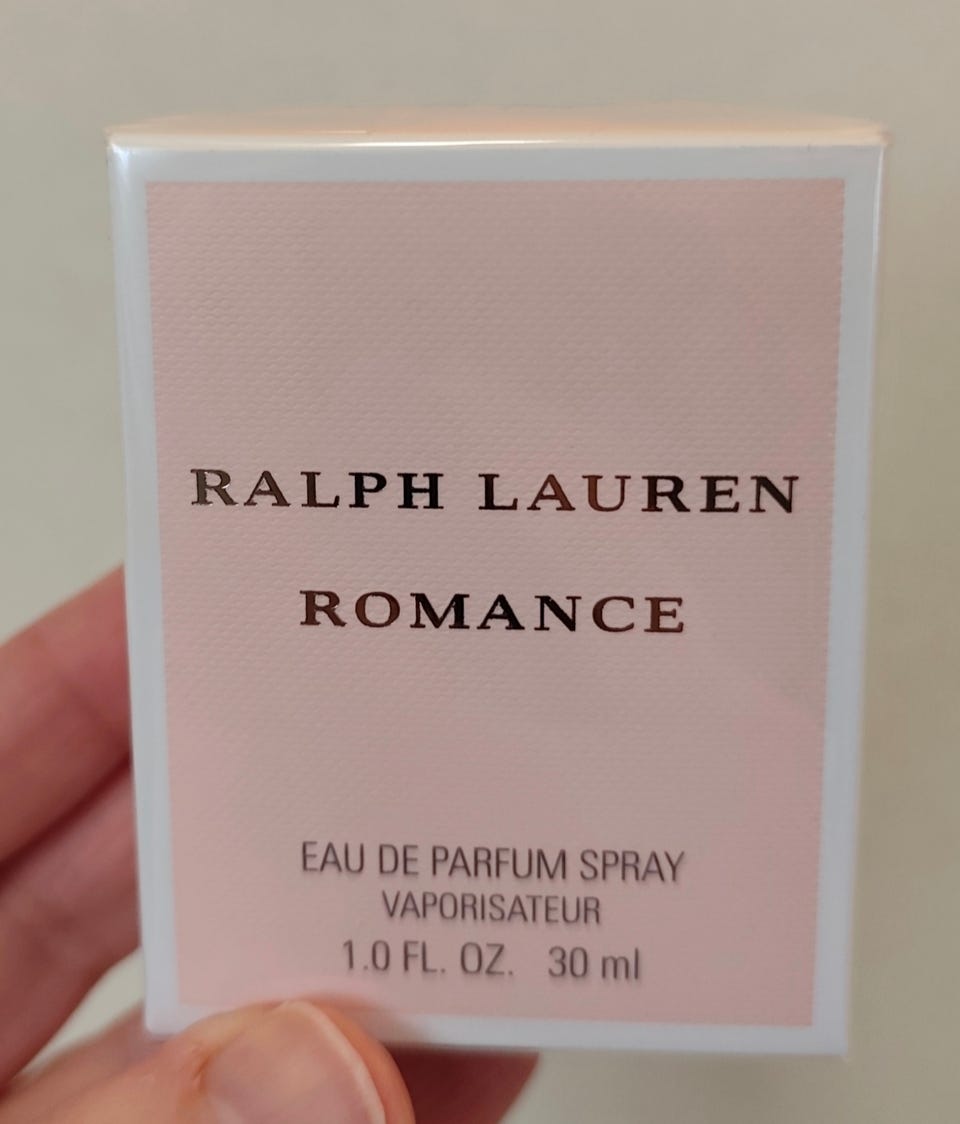 RALPH LAUREN
ROMANCE
EAU DE PARFUM SPRAY
VAPORISATEUR
1.0 FL. OZ. 30 ml